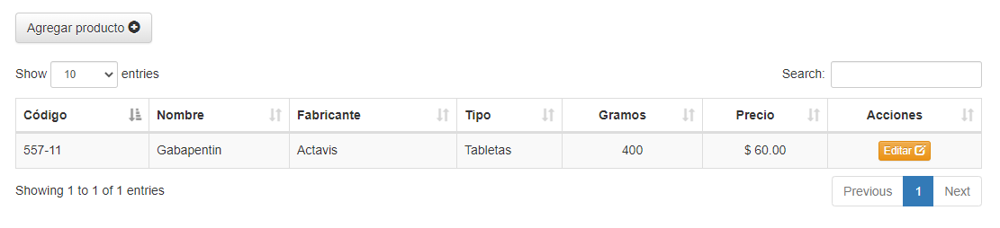 Agregar producto
Show 10 entries Search:
Código Nombre Fabricante Tipo Gramos Precio Acciones
557-11 Gabapentin Actavis Tabletas 400 $ 60.00 Editar
Showing 1 to 1 of 1 entries Previous 1 Next